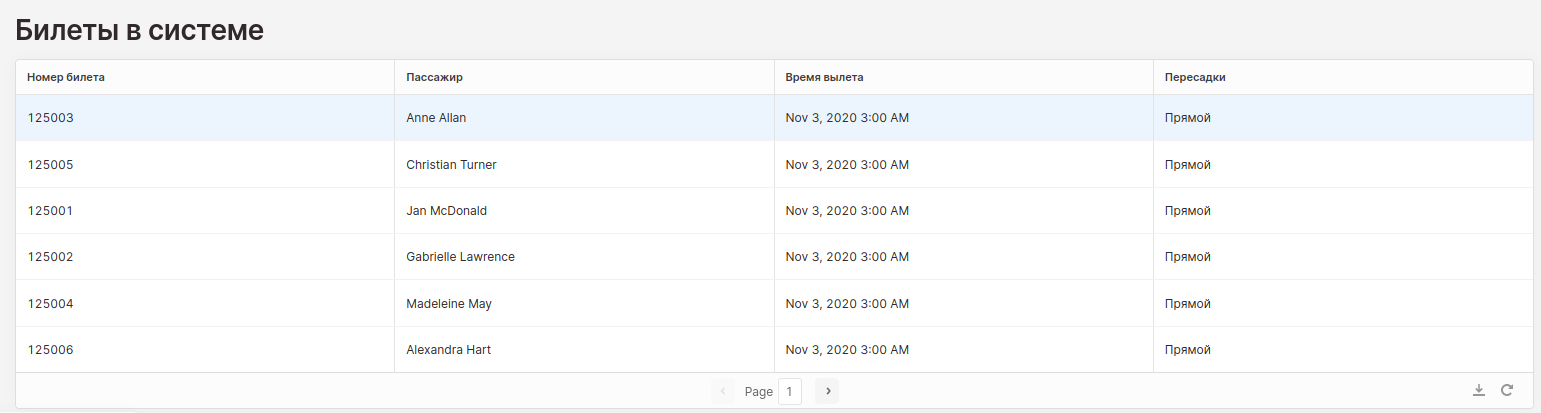 Билеты в системе
Номер билета Пассажир Время вылета Пересадки
125003 Anne Allan Nov 3, 2020 3:00 AM Прямой
125005 Christian Turner Nov 3, 2020 3:00 AM Прямой
125001 Jan McDonald Nov 3, 2020 3:00 AM Прямой
125002 Gabrielle Lawrence Nov 3, 2020 3:00 AM Прямой
125004 Madeleine May Nov 3, 2020 3:00 AM Прямой
125006 Alexandra Hart Nov 3, 2020 3:00 AM Прямой
Page 1